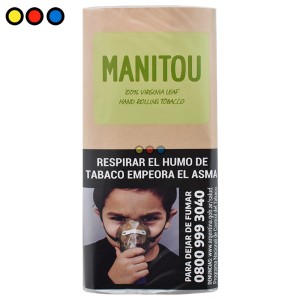 MANITOU
100% VIRGINIA LEAF
HAND ROLLING TOBACCO
RESPIRAR EL HUMO DE
TABACO EMPEORA EL ASMA
PARA DEJAR DE FUMAR
0800 999 3040